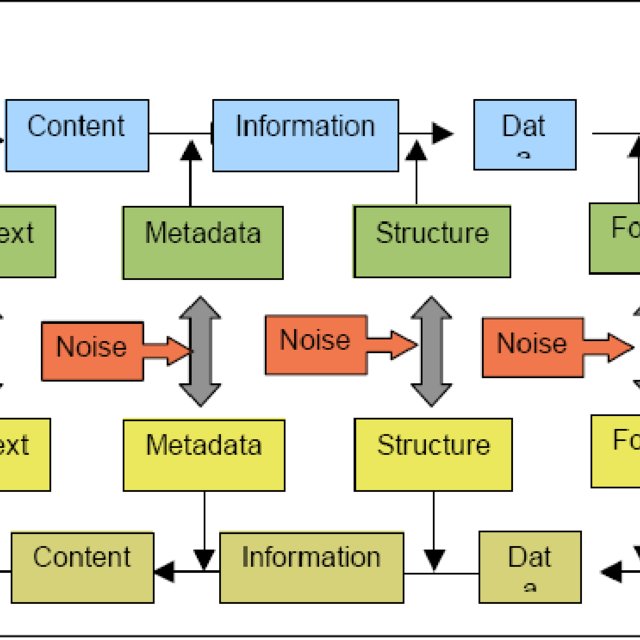 Content
Information
Dat
a
ext
Metadata
Structure
Fo
Noise
Noise
Noise
ext
Metadata
Structure
Fo
Content
Information
Dat
a